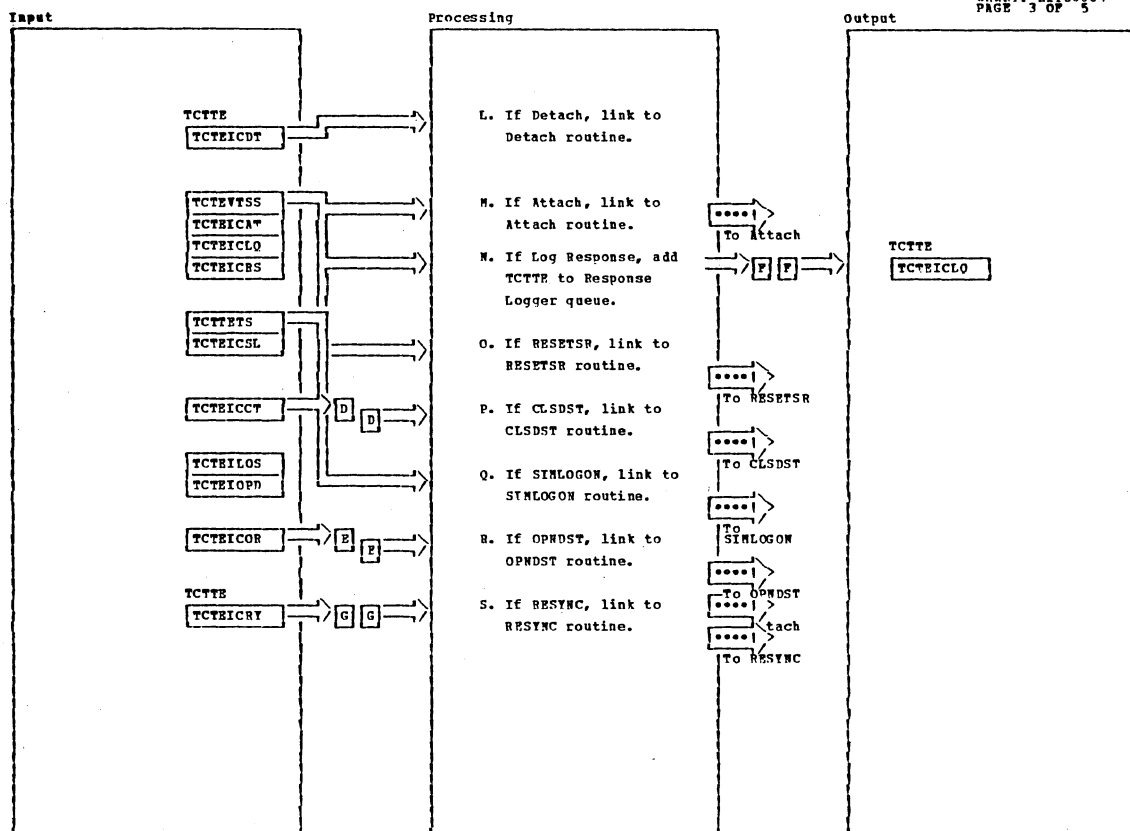 PAGE 3 OF 5
Input
Processing
Output
TCTTE
TCTEICDT
L. If Detach, link to
Detach routine.
TCTEVTSS
TCTEICAT
TCTEICLQ
TCTEICRS
M. If Attach, link to
Attach routine.
To Attach
N. If Log Response, add
TCTTE to Response
Logger queue.
F F
TCTTE
TCTEICLQ
TCTTETS
TCTEICSL
O. If RESETSR, link to
RESETSR routine.
To RESETSR
TCTEICCT
D
D
P. If CLSDST, link to
CLSDST routine.
To CLSDST
TCTEILOS
TCTEIOPD
Q. If SIMLOGON, link to
SIMLOGON routine.
To
SIMLOGON
TCTEICOR
E
R. If OPNDST, link to
OPNDST routine.
To OPNDST
TCTTE
TCTEICRY
G G
S. If RESYNC, link to
RESYNC routine.
tach
To RESYNC